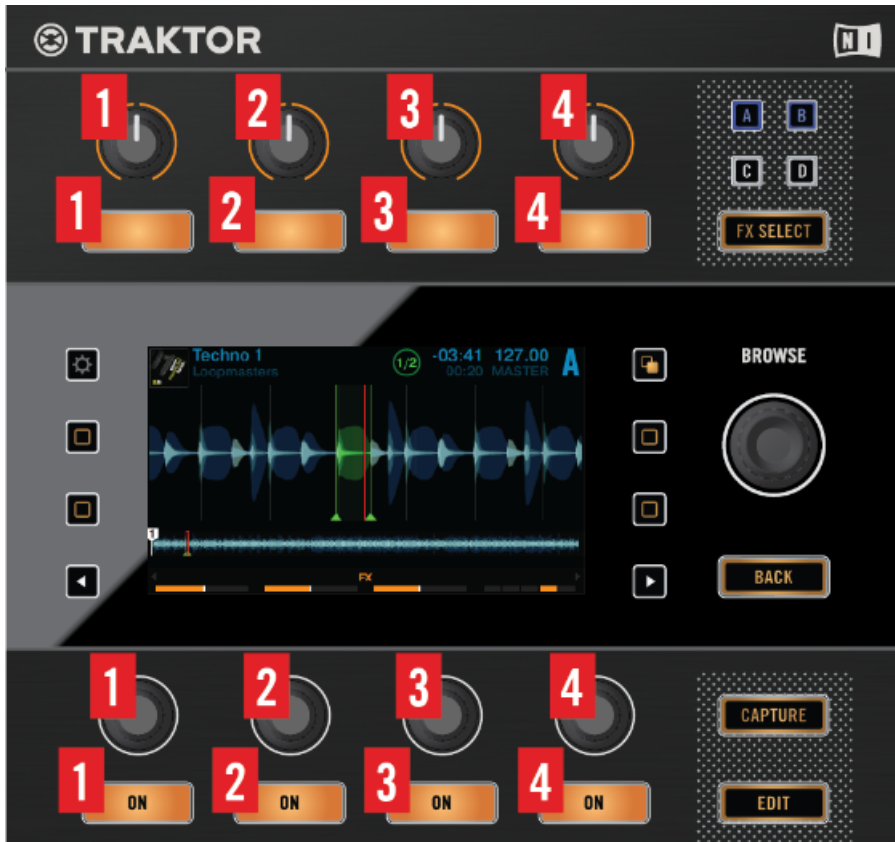 TRAKTOR
NI
1 2 3 4
1 2 3 4
A B
C D
FX SELECT
Techno 1
Loopmasters
1/2
-03:41 127.00
00:20 MASTER
A
1
FX
BROWSE
BACK
1 2 3 4
1 2 3 4
ON ON ON ON
CAPTURE
EDIT